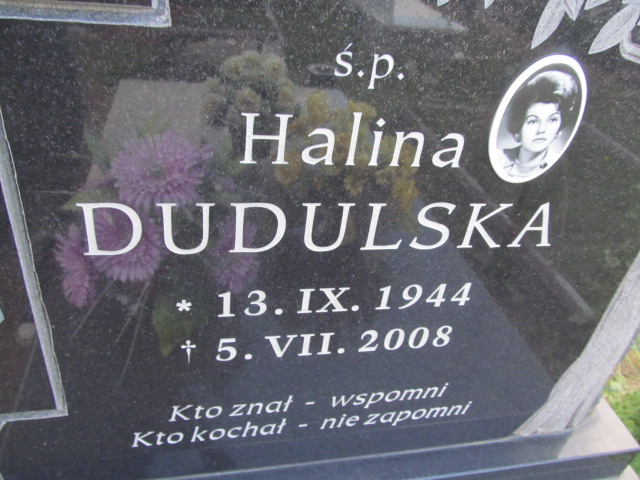 ś.p.
Halina
DUDULSKA
* 13. IX. 1944
† 5. VII. 2008
Kto znał - wspomni
Kto kochał - nie zapomni